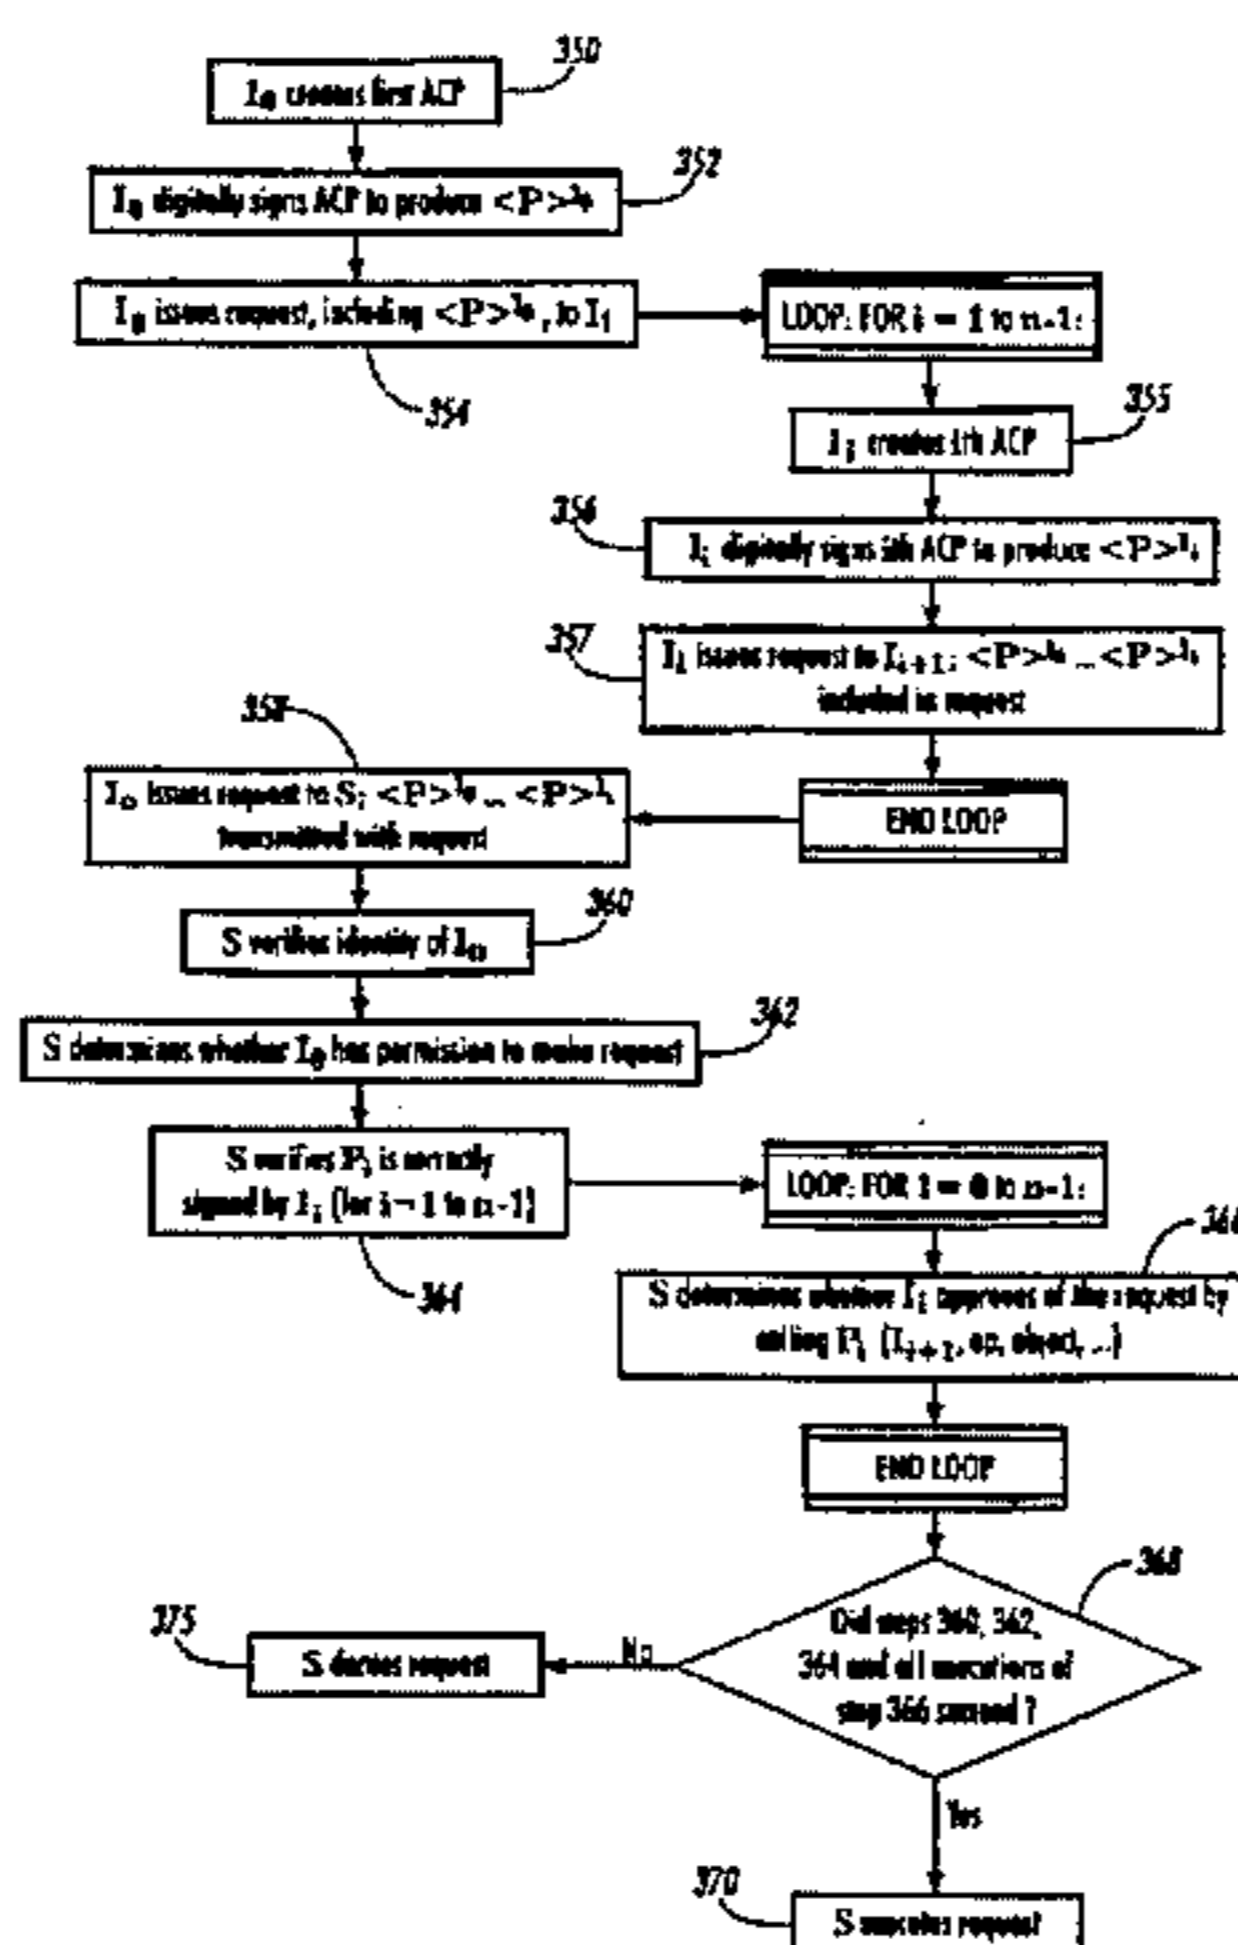 350
I₀ creates first ACP
352
I₀ digitally signs ACP to produce <P>ᴵ⁰
I₀ issues request, including <P>ᴵ⁰, to I₁
354
LOOP: FOR i = 1 to n-1:
355
Iᵢ creates ith ACP
356
Iᵢ digitally signs ith ACP to produce <P>ᴵⁱ
357
Iᵢ issues request to Iᵢ₊₁; <P>ᴵ⁰ ... <P>ᴵⁱ
included in request
END LOOP
358
Iₙ issues request to S; <P>ᴵ⁰ ... <P>ᴵⁱ
transmitted with request
360
S verifies identity of Iₙ
362
S determines whether I₀ has permission to make request
S verifies Pᵢ is correctly
signed by Iᵢ (for i = 1 to n-1)
364
LOOP: FOR i = 0 to n-1:
366
S determines whether Iᵢ approves of the request by
calling Pᵢ (Iᵢ₊₁, op, object, ...)
END LOOP
368
Did steps 360, 362,
364 and all executions of
step 366 succeed ?
No
375
S denies request
Yes
370
S executes request